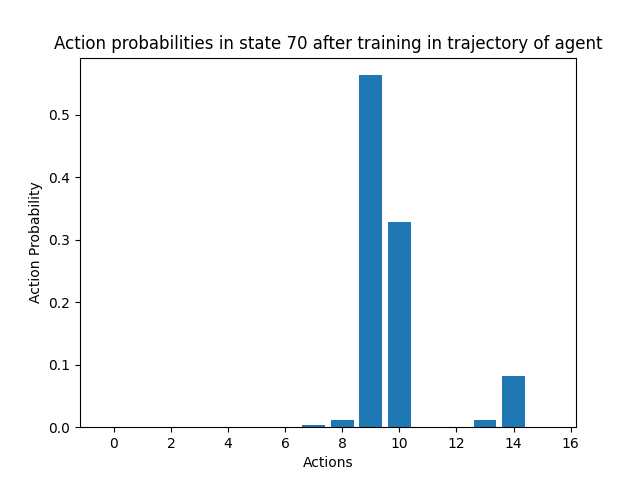 Action probabilities in state 70 after training in trajectory of agent
Action Probability
0.5
0.4
0.3
0.2
0.1
0.0
0 2 4 6 8 10 12 14 16
Actions